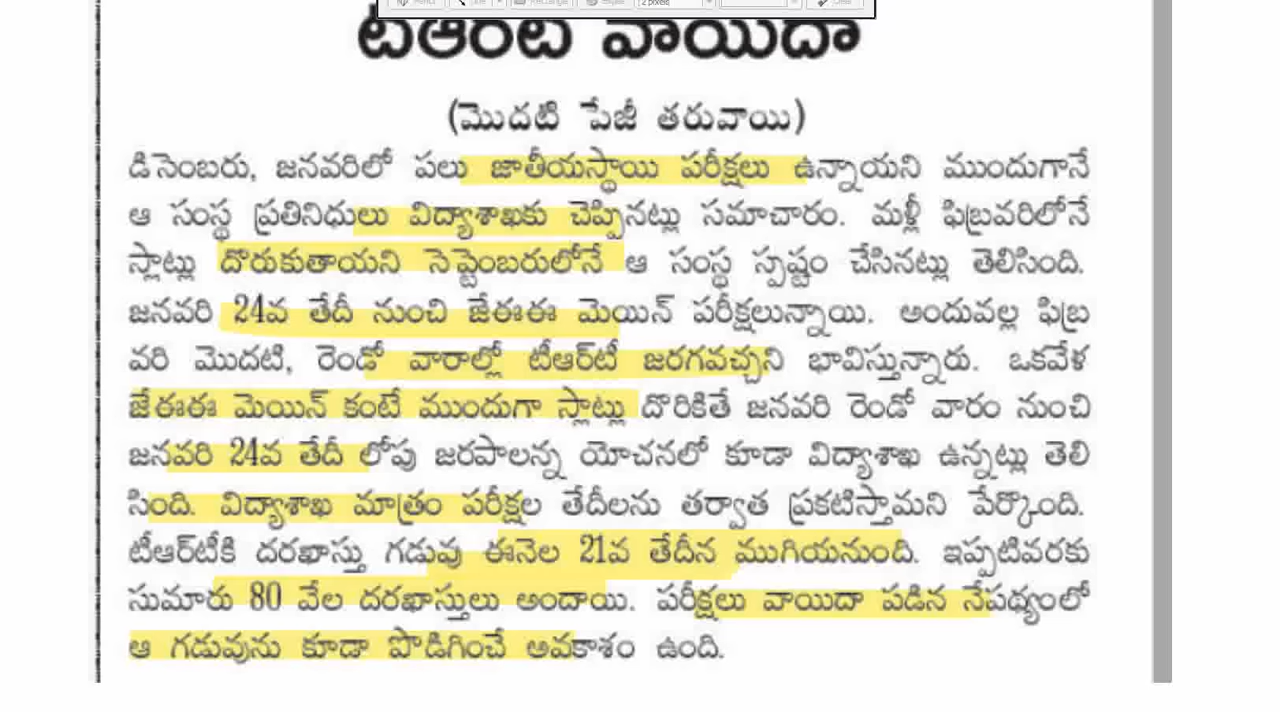 టీఆర్‌టీ వాయిదా
(మొదటి పేజీ తరువాయి)
డిసెంబరు, జనవరిలో పలు జాతీయస్థాయి పరీక్షలు ఉన్నాయని ముందుగానే
ఆ సంస్థ ప్రతినిధులు విద్యాశాఖకు చెప్పినట్లు సమాచారం. మళ్లీ ఫిబ్రవరిలోనే
స్లాట్లు దొరుకుతాయని సెప్టెంబరులోనే ఆ సంస్థ స్పష్టం చేసినట్లు తెలిసింది.
జనవరి 24వ తేదీ నుంచి జేఈఈ మెయిన్ పరీక్షలున్నాయి. అందువల్ల ఫిబ్ర
వరి మొదటి, రెండో వారాల్లో టీఆర్‌టీ జరగవచ్చని భావిస్తున్నారు. ఒకవేళ
జేఈఈ మెయిన్ కంటే ముందుగా స్లాట్లు దొరికితే జనవరి రెండో వారం నుంచి
జనవరి 24వ తేదీ లోపు జరపాలన్న యోచనలో కూడా విద్యాశాఖ ఉన్నట్లు తెలి
సింది. విద్యాశాఖ మాత్రం పరీక్షల తేదీలను తర్వాత ప్రకటిస్తామని పేర్కొంది.
టీఆర్‌టీకి దరఖాస్తు గడువు ఈనెల 21వ తేదీన ముగియనుంది. ఇప్పటివరకు
సుమారు 80 వేల దరఖాస్తులు అందాయి. పరీక్షలు వాయిదా పడిన నేపథ్యంలో
ఆ గడువును కూడా పొడిగించే అవకాశం ఉంది.